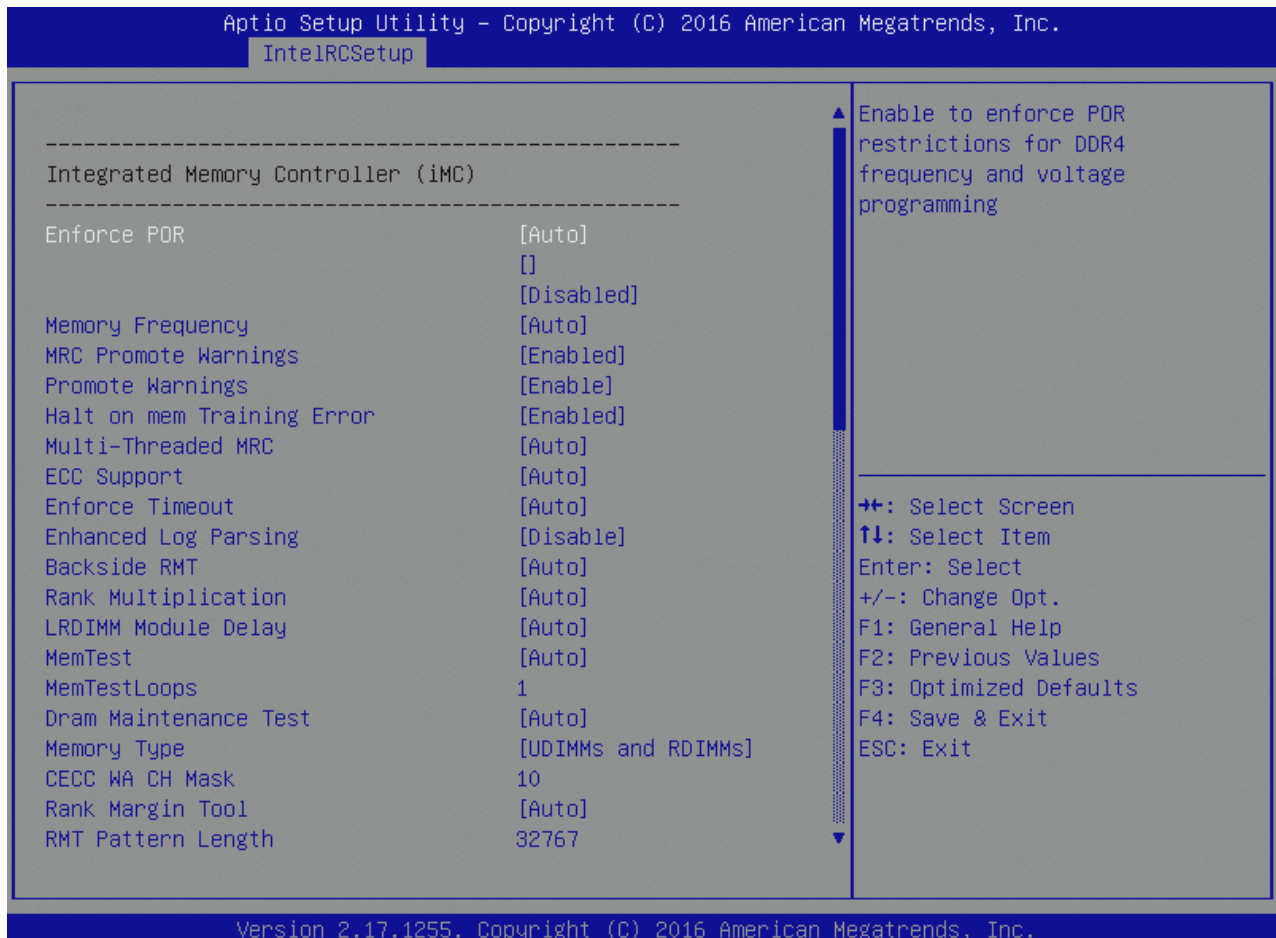 Aptio Setup Utility – Copyright (C) 2016 American Megatrends, Inc.
IntelRCSetup
--------------------------------------------------
Integrated Memory Controller (iMC)
--------------------------------------------------
Enforce POR [Auto]
[]
[Disabled]
Memory Frequency [Auto]
MRC Promote Warnings [Enabled]
Promote Warnings [Enable]
Halt on mem Training Error [Enabled]
Multi-Threaded MRC [Auto]
ECC Support [Auto]
Enforce Timeout [Auto]
Enhanced Log Parsing [Disable]
Backside RMT [Auto]
Rank Multiplication [Auto]
LRDIMM Module Delay [Auto]
MemTest [Auto]
MemTestLoops 1
Dram Maintenance Test [Auto]
Memory Type [UDIMMs and RDIMMs]
CECC WA CH Mask 10
Rank Margin Tool [Auto]
RMT Pattern Length 32767
Enable to enforce POR
restrictions for DDR4
frequency and voltage
programming
→←: Select Screen
↑↓: Select Item
Enter: Select
+/-: Change Opt.
F1: General Help
F2: Previous Values
F3: Optimized Defaults
F4: Save & Exit
ESC: Exit
Version 2.17.1255. Copyright (C) 2016 American Megatrends, Inc.